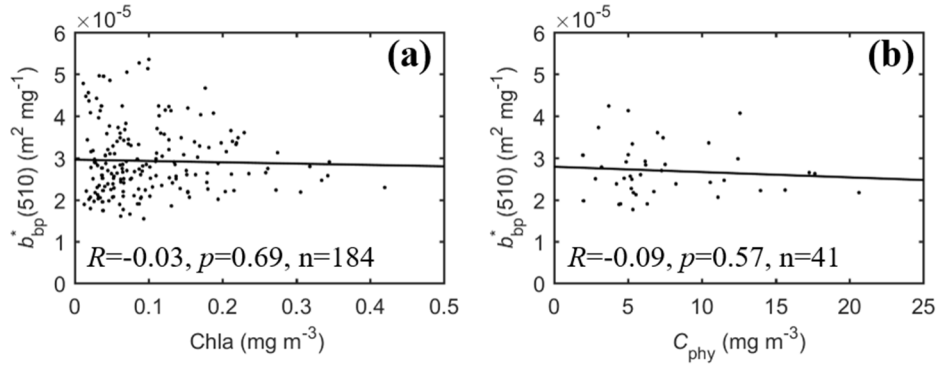 ×10⁻⁵
(a)
6
5
4
3
2
1
0
b*bp(510) (m² mg⁻¹)
R=-0.03, p=0.69, n=184
0 0.1 0.2 0.3 0.4 0.5
Chla (mg m⁻³)
×10⁻⁵
(b)
6
5
4
3
2
1
0
b*bp(510) (m² mg⁻¹)
R=-0.09, p=0.57, n=41
0 5 10 15 20 25
Cphy (mg m⁻³)